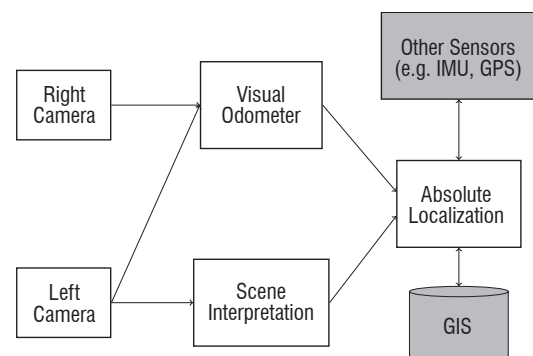 Right
Camera
Left
Camera
Visual
Odometer
Scene
Interpretation
Other Sensors
(e.g. IMU, GPS)
Absolute
Localization
GIS